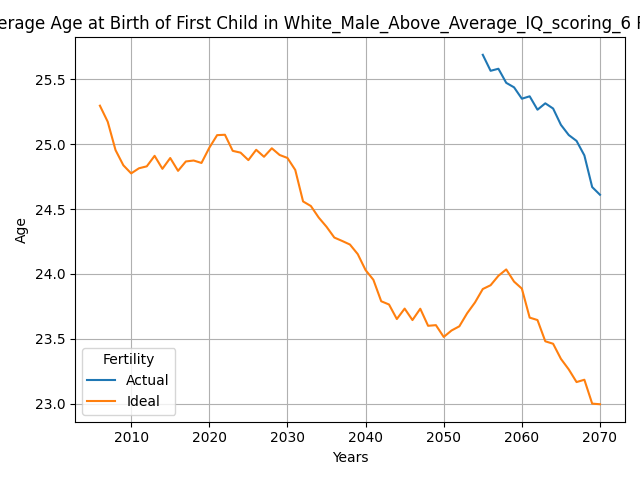 erage Age at Birth of First Child in White_Male_Above_Average_IQ_scoring_6
25.5
25.0
24.5
24.0
23.5
23.0
Age
Fertility
Actual
Ideal
2010 2020 2030 2040 2050 2060 2070
Years